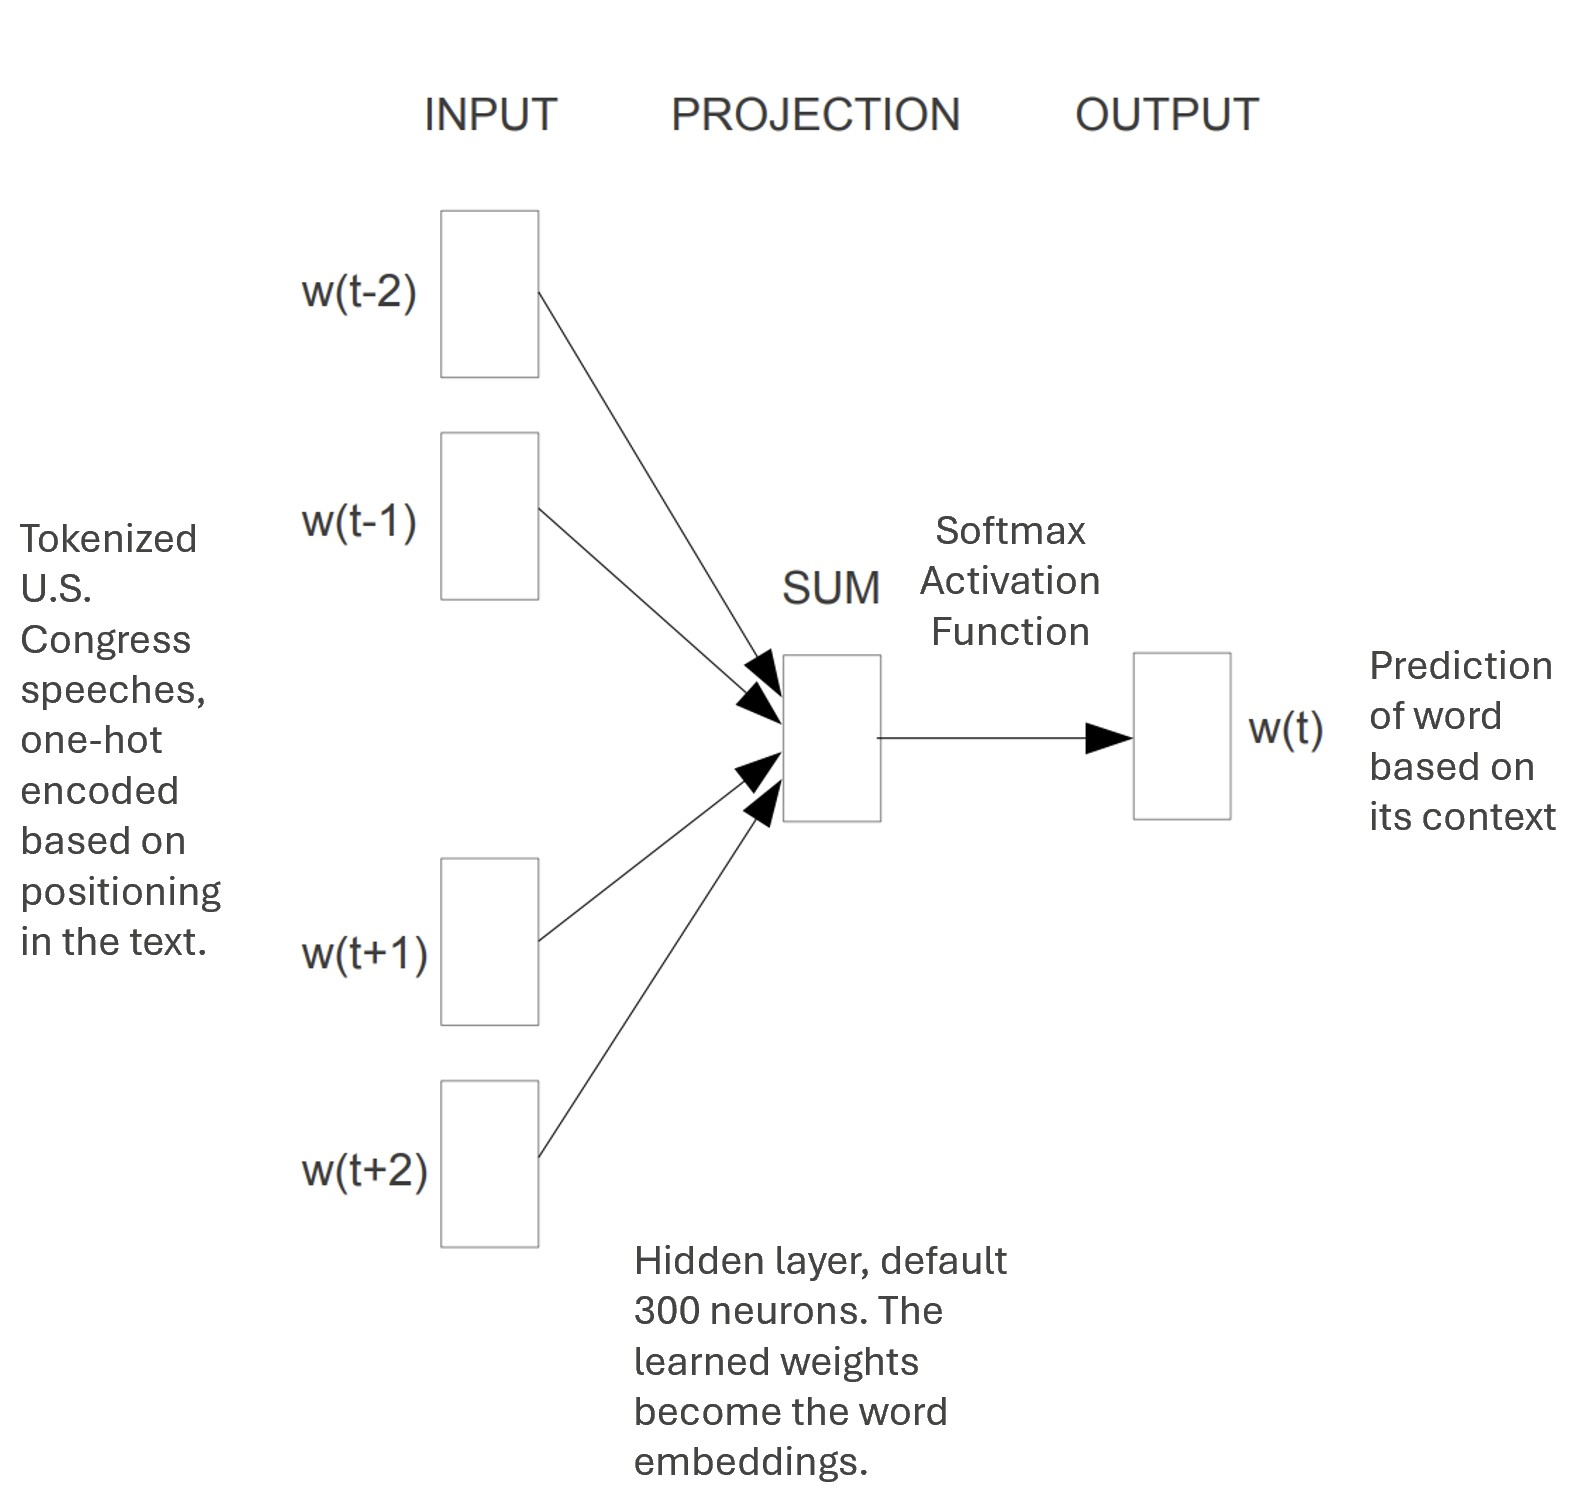 INPUT
PROJECTION
OUTPUT
w(t-2)
w(t-1)
w(t+1)
w(t+2)
Tokenized
U.S.
Congress
speeches,
one-hot
encoded
based on
positioning
in the text.
SUM
Softmax
Activation
Function
w(t)
Prediction
of word
based on
its context
Hidden layer, default
300 neurons. The
learned weights
become the word
embeddings.